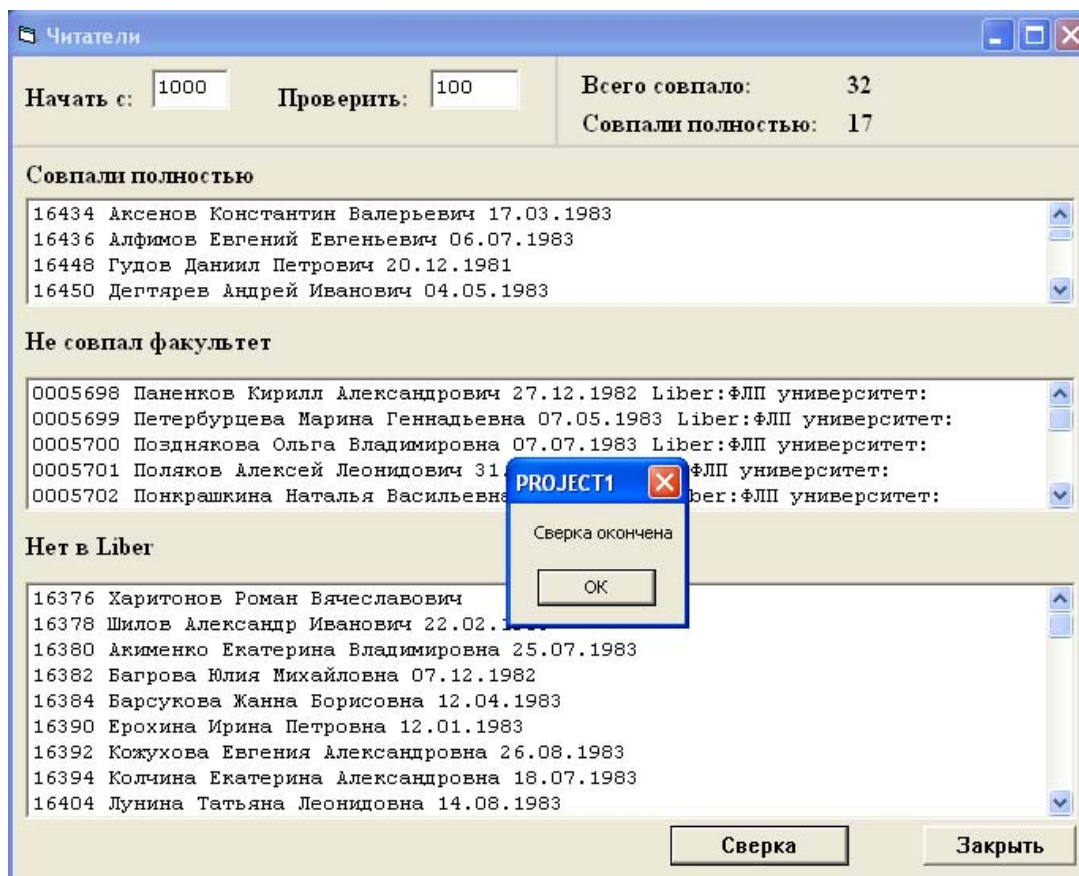 Читатели
Начать с: 1000 Проверить: 100 Всего совпало: 32
Совпали полностью: 17
Совпали полностью
16434 Аксенов Константин Валерьевич 17.03.1983
16436 Алфимов Евгений Евгеньевич 06.07.1983
16448 Гудов Даниил Петрович 20.12.1981
16450 Дегтярев Андрей Иванович 04.05.1983
Не совпал факультет
0005698 Паненков Кирилл Александрович 27.12.1982 Liber:ФЛП университет:
0005699 Петербурцева Марина Геннадьевна 07.05.1983 Liber:ФЛП университет:
0005700 Позднякова Ольга Владимировна 07.07.1983 Liber:ФЛП университет:
0005701 Поляков Алексей Леонидович 31. ФЛП университет:
0005702 Понкрашкина Наталья Васильевна ber:ФЛП университет:
PROJECT1
Сверка окончена
OK
Нет в Liber
16376 Харитонов Роман Вячеславович
16378 Шилов Александр Иванович 22.02.
16380 Акименко Екатерина Владимировна 25.07.1983
16382 Багрова Юлия Михайловна 07.12.1982
16384 Барсукова Жанна Борисовна 12.04.1983
16390 Ерохина Ирина Петровна 12.01.1983
16392 Кожухова Евгения Александровна 26.08.1983
16394 Колчина Екатерина Александровна 18.07.1983
16404 Лунина Татьяна Леонидовна 14.08.1983
Сверка Закрыть